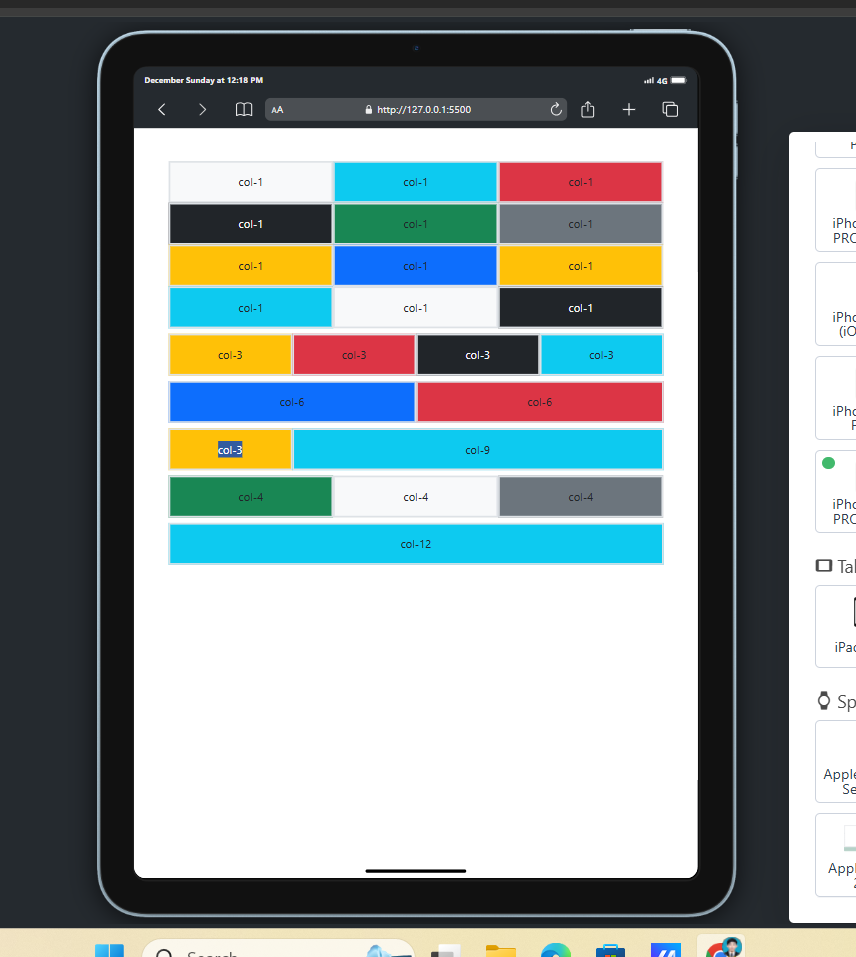 December Sunday at 12:18 PM
4G
AA
http://127.0.0.1:5500
col-1 col-1 col-1
col-1 col-1 col-1
col-1 col-1 col-1
col-1 col-1 col-1
col-3 col-3 col-3 col-3
col-6 col-6
col-3 col-9
col-4 col-4 col-4
col-12
P
iPho
PRO
iPho
(iO
iPho
P
iPho
PRO
Tal
iPac
Sp
Apple
Se
Appl
2
Search